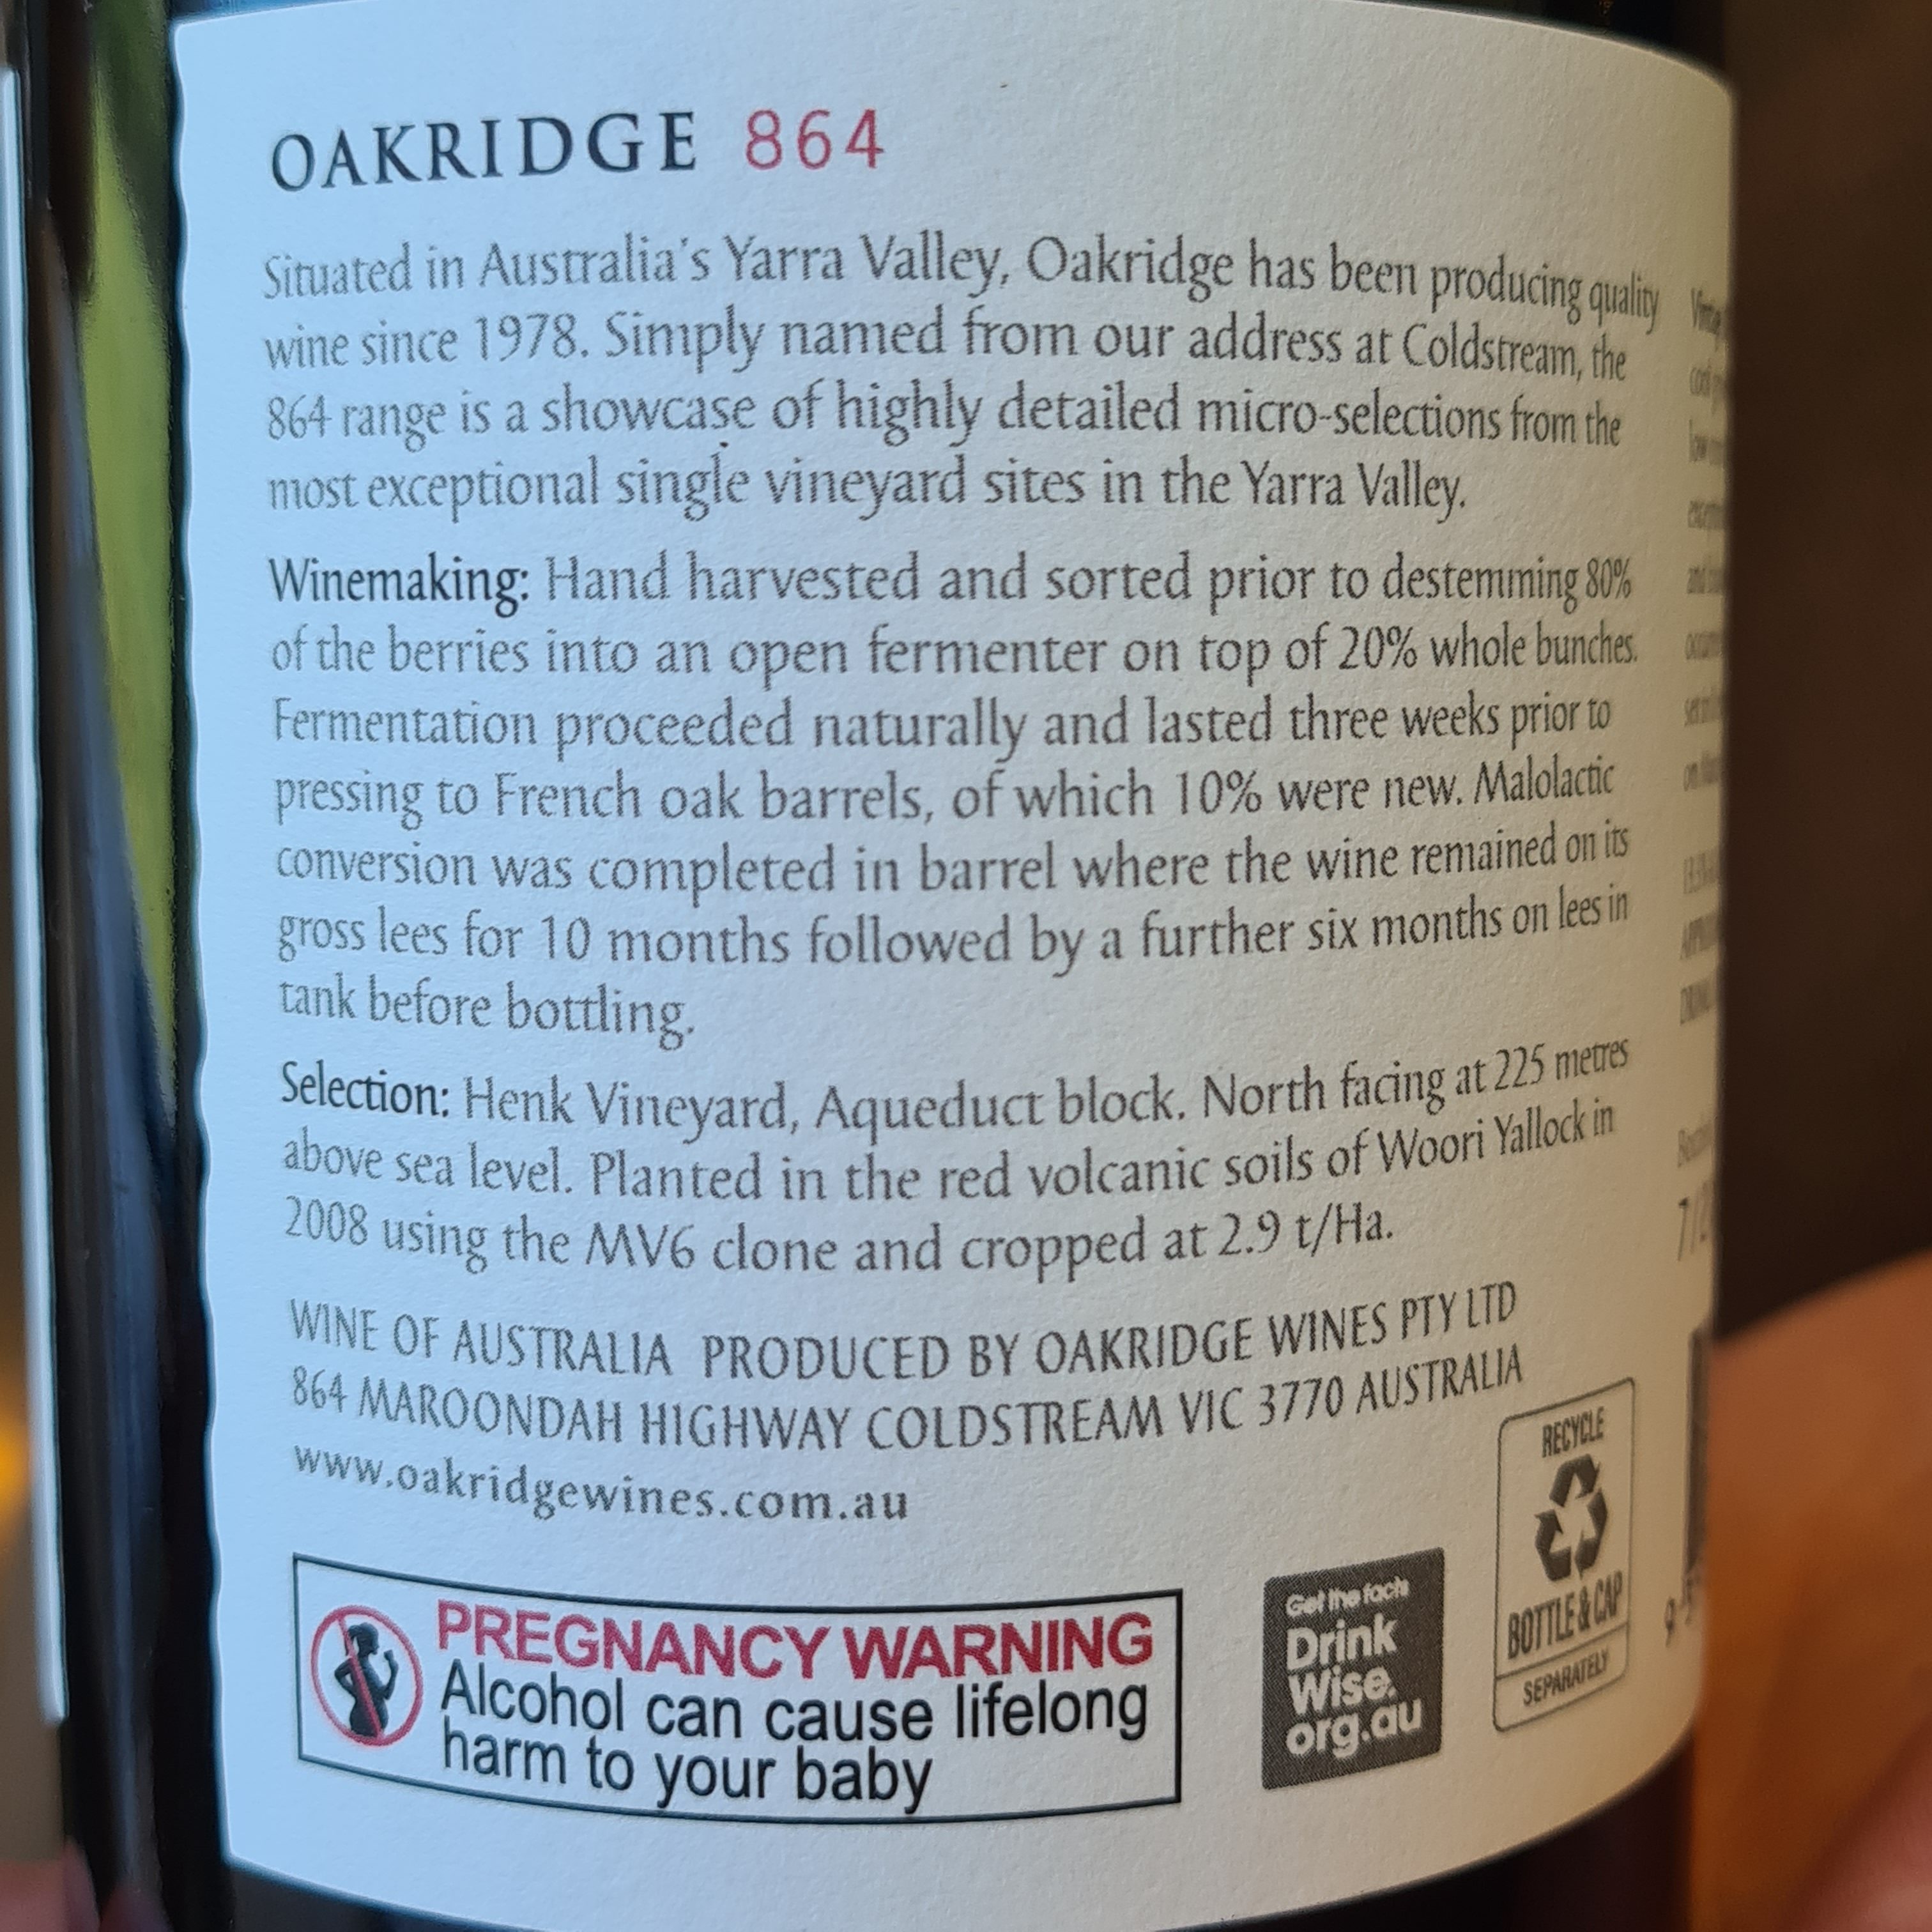 OAKRIDGE 864
Situated in Australia's Yarra Valley, Oakridge has been producing quality
wine since 1978. Simply named from our address at Coldstream, the
864 range is a showcase of highly detailed micro-selections from the
most exceptional single vineyard sites in the Yarra Valley.
Winemaking: Hand harvested and sorted prior to destemming 80%
of the berries into an open fermenter on top of 20% whole bunches.
Fermentation proceeded naturally and lasted three weeks prior to
pressing to French oak barrels, of which 10% were new. Malolactic
conversion was completed in barrel where the wine remained on its
gross lees for 10 months followed by a further six months on lees in
tank before bottling.
Selection: Henk Vineyard, Aqueduct block. North facing at 225 metres
above sea level. Planted in the red volcanic soils of Woori Yallock in
2008 using the MV6 clone and cropped at 2.9 t/Ha.
WINE OF AUSTRALIA PRODUCED BY OAKRIDGE WINES PTY LTD
864 MAROONDAH HIGHWAY COLDSTREAM VIC 3770 AUSTRALIA
www.oakridgewines.com.au
PREGNANCY WARNING
Alcohol can cause lifelong
harm to your baby
Get the facts
Drink
Wise.
org.au
RECYCLE
BOTTLE & CAP
SEPARATELY